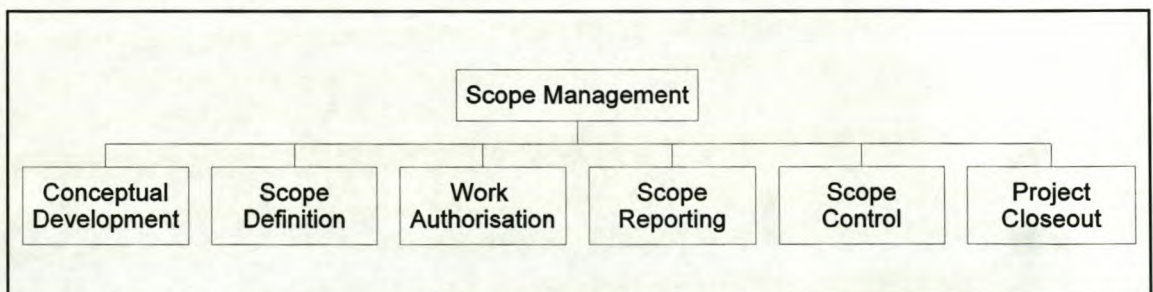 Scope Management
Conceptual
Development
Scope
Definition
Work
Authorisation
Scope
Reporting
Scope
Control
Project
Closeout